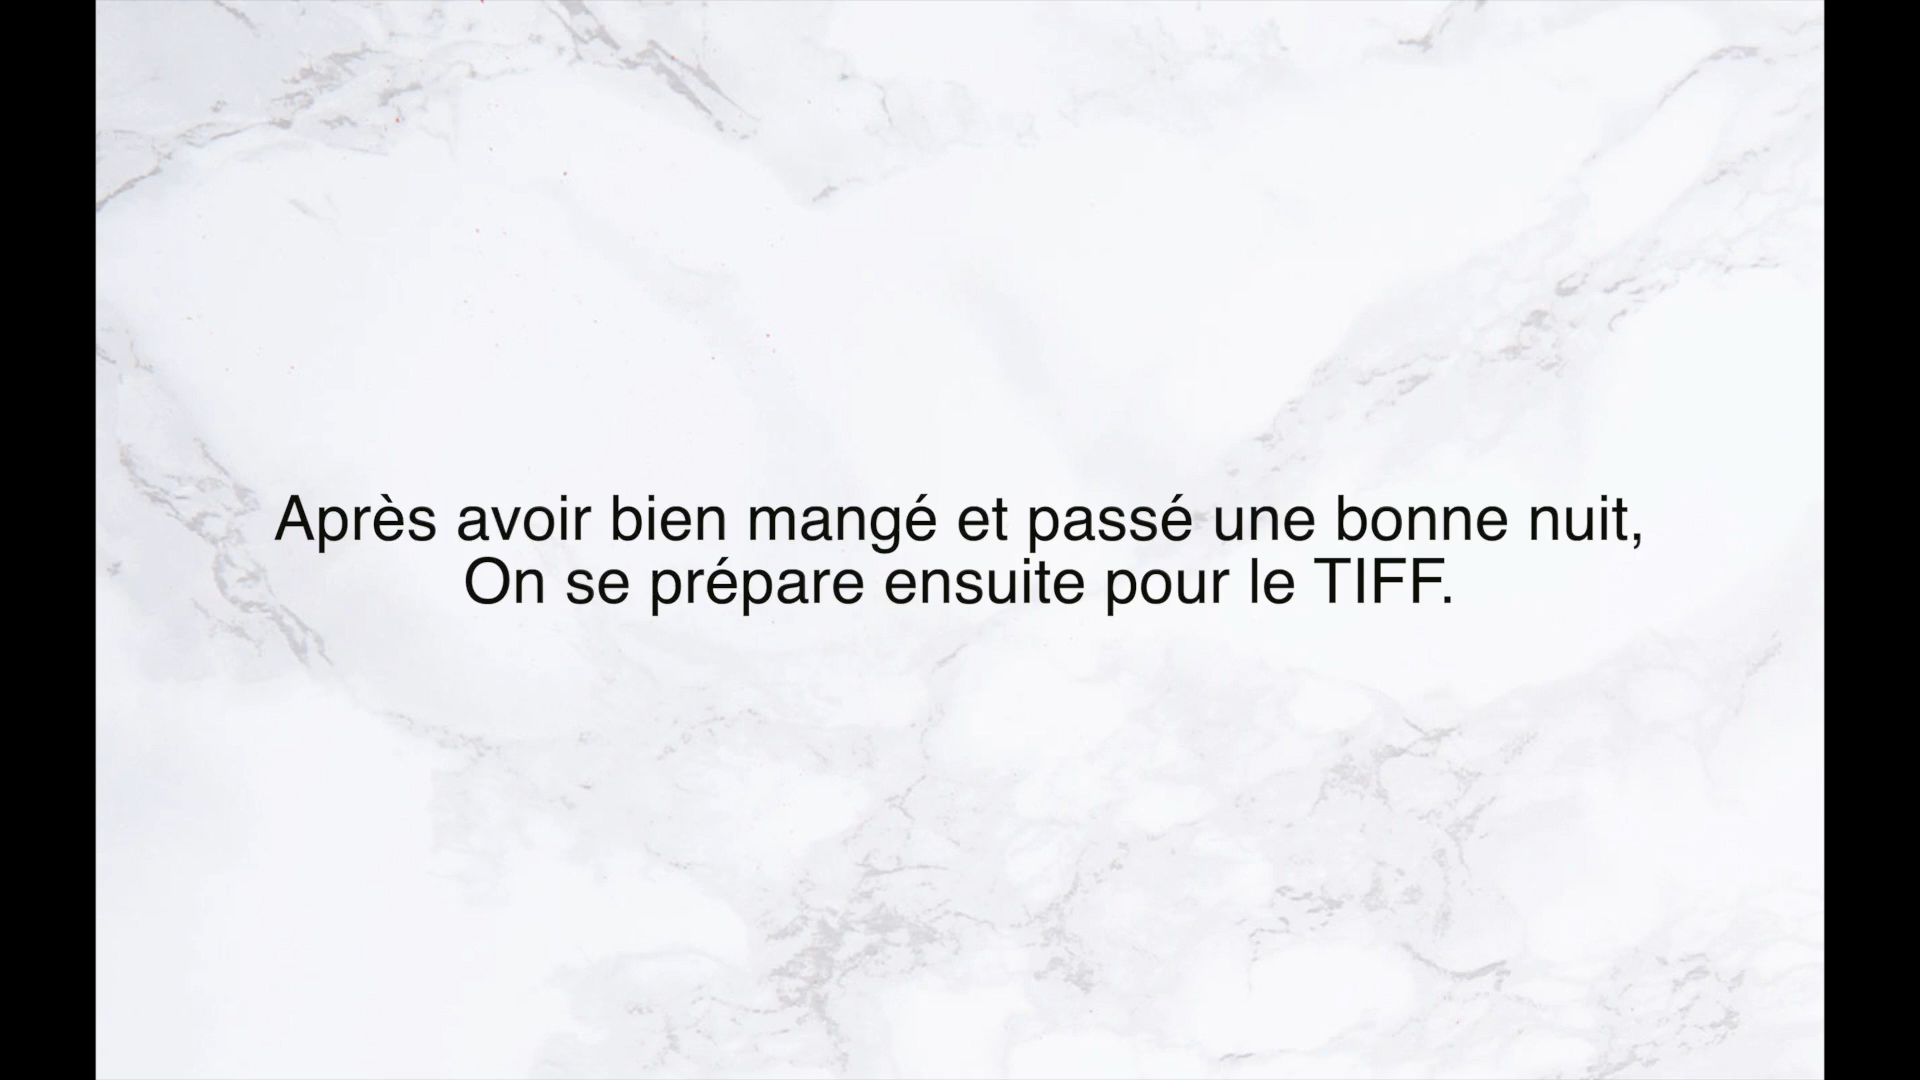 Après avoir bien mangé et passé une bonne nuit,
On se prépare ensuite pour le TIFF.